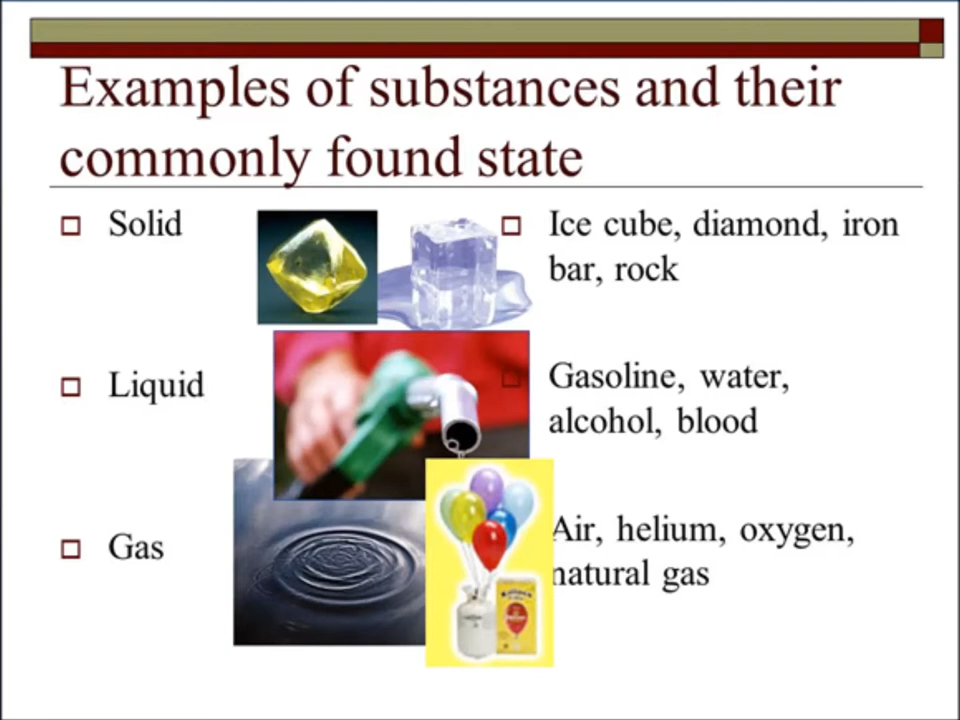 Examples of substances and their
commonly found state
Solid
Ice cube, diamond, iron
bar, rock
Liquid
Gasoline, water,
alcohol, blood
Gas
Air, helium, oxygen,
natural gas